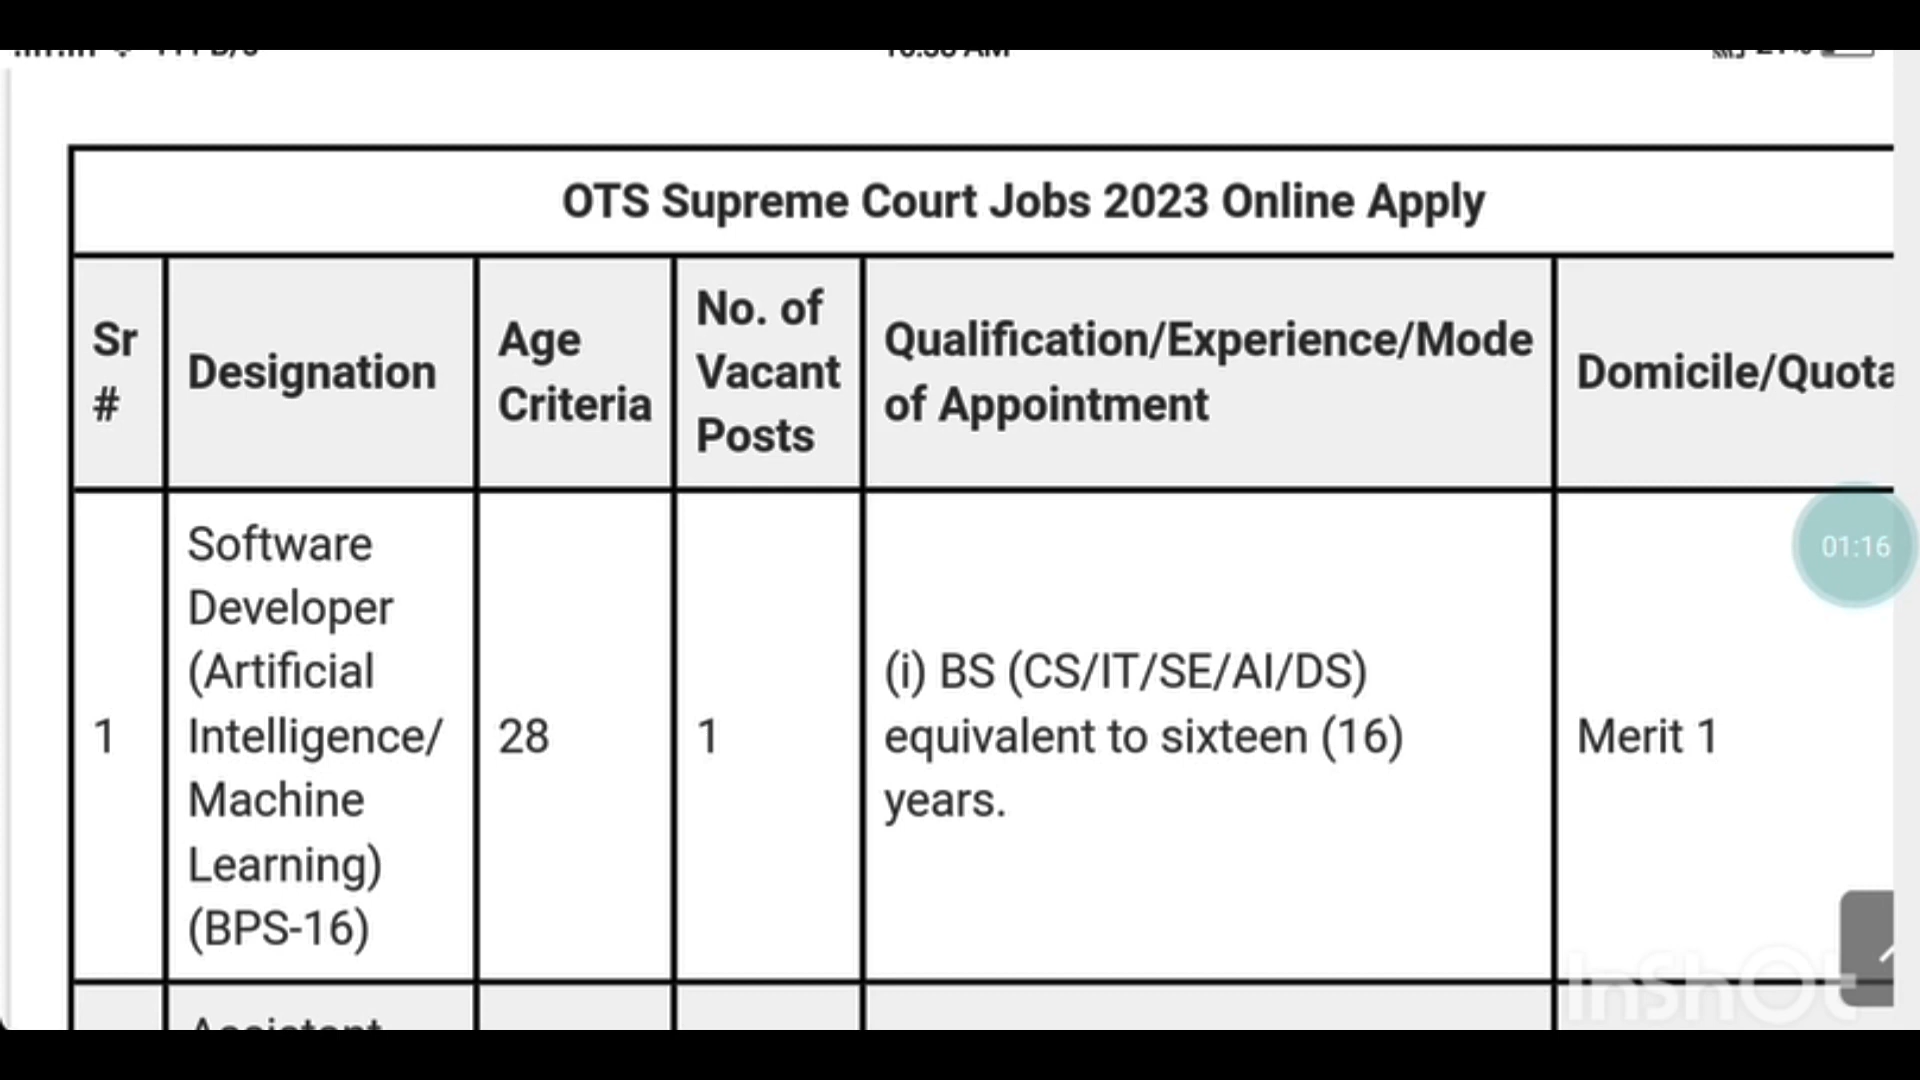 OTS Supreme Court Jobs 2023 Online Apply
Sr
#
Designation
Age
Criteria
No. of
Vacant
Posts
Qualification/Experience/Mode
of Appointment
Domicile/Quota
1
Software
Developer
(Artificial
Intelligence/
Machine
Learning)
(BPS-16)
28
1
(i) BS (CS/IT/SE/AI/DS)
equivalent to sixteen (16)
years.
Merit 1
01:16
InShOt